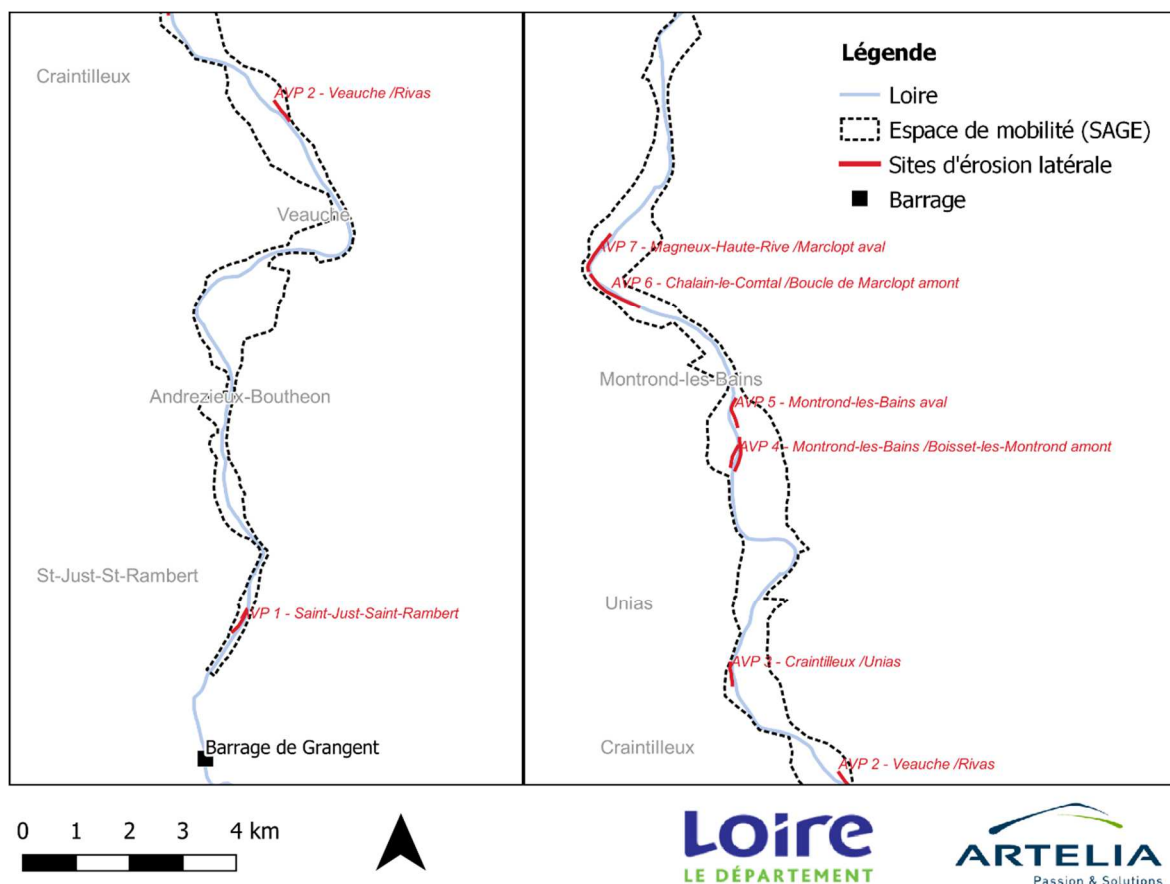 Craintilleux
AVP 2 - Veauche /Rivas
Veauche
Andrezieux-Boutheon
St-Just-St-Rambert
AVP 1 - Saint-Just-Saint-Rambert
Barrage de Grangent
Légende
Loire
Espace de mobilité (SAGE)
Sites d'érosion latérale
Barrage
AVP 7 - Magneux-Haute-Rive /Marclopt aval
AVP 6 - Chalain-le-Comtal /Boucle de Marclopt amont
Montrond-les-Bains
AVP 5 - Montrond-les-Bains aval
AVP 4 - Montrond-les-Bains /Boisset-les-Montrond amont
Unias
AVP 3 - Craintilleux /Unias
Craintilleux
AVP 2 - Veauche /Rivas
0 1 2 3 4 km
Loire
LE DÉPARTEMENT
ARTELIA
Passion & Solutions